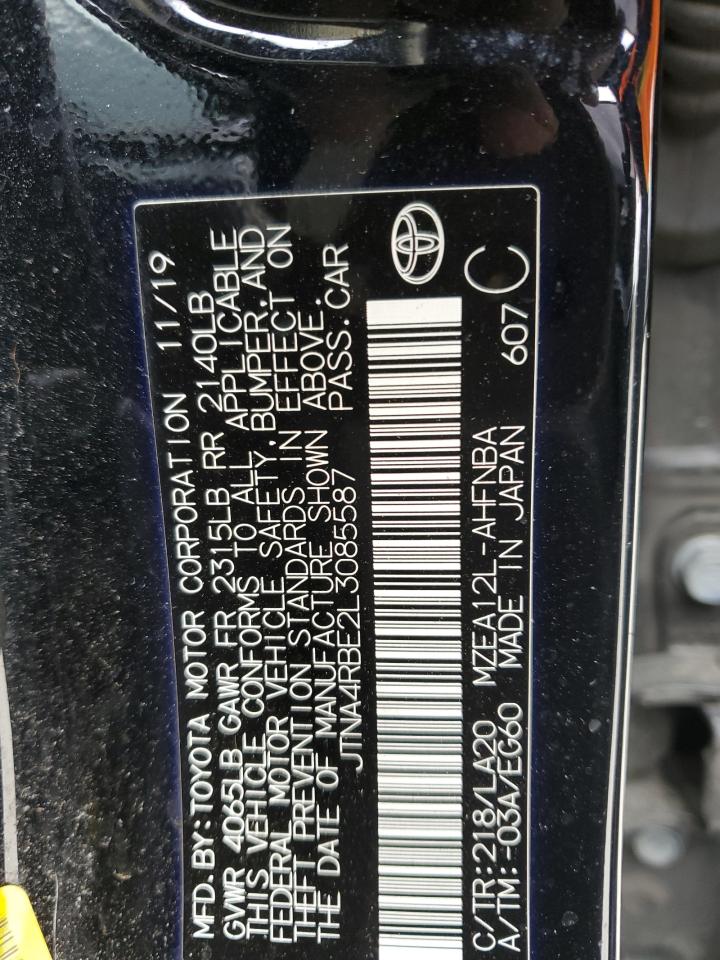 MFD. BY: TOYOTA MOTOR CORPORATION 11/19
GVWR 4065LB GAWR FR 2315LB RR 2140LB
THIS VEHICLE CONFORMS TO ALL APPLICABLE
FEDERAL MOTOR VEHICLE SAFETY, BUMPER, AND
THEFT PREVENTION STANDARDS IN EFFECT ON
THE DATE OF MANUFACTURE SHOWN ABOVE.
JTNA4RBE2L3085587 PASS. CAR
C/TR:218/LA20 MZEA12L-AHFNBA
A/TM:-03A/EG60 MADE IN JAPAN 607 C